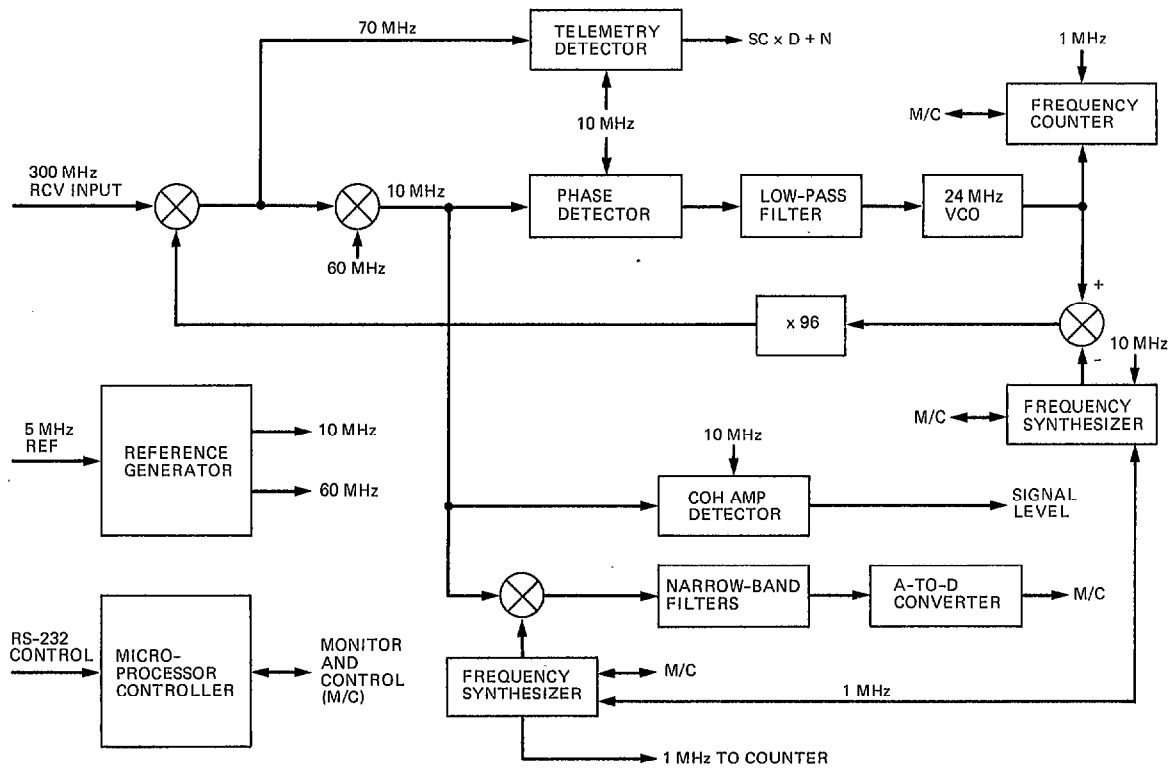 70 MHz
TELEMETRY
DETECTOR
SC x D + N
1 MHz
M/C
FREQUENCY
COUNTER
10 MHz
300 MHz
RCV INPUT
10 MHz
PHASE
DETECTOR
LOW-PASS
FILTER
24 MHz
VCO
60 MHz
+
x 96
10 MHz
-
M/C
FREQUENCY
SYNTHESIZER
5 MHz
REF
REFERENCE
GENERATOR
10 MHz
60 MHz
10 MHz
COH AMP
DETECTOR
SIGNAL
LEVEL
NARROW-BAND
FILTERS
A-TO-D
CONVERTER
M/C
RS-232
CONTROL
MICRO-
PROCESSOR
CONTROLLER
MONITOR
AND
CONTROL
(M/C)
FREQUENCY
SYNTHESIZER
M/C
1 MHz
1 MHz TO COUNTER